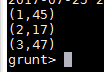 (1,45)
(2,17)
(3,47)
grunt>